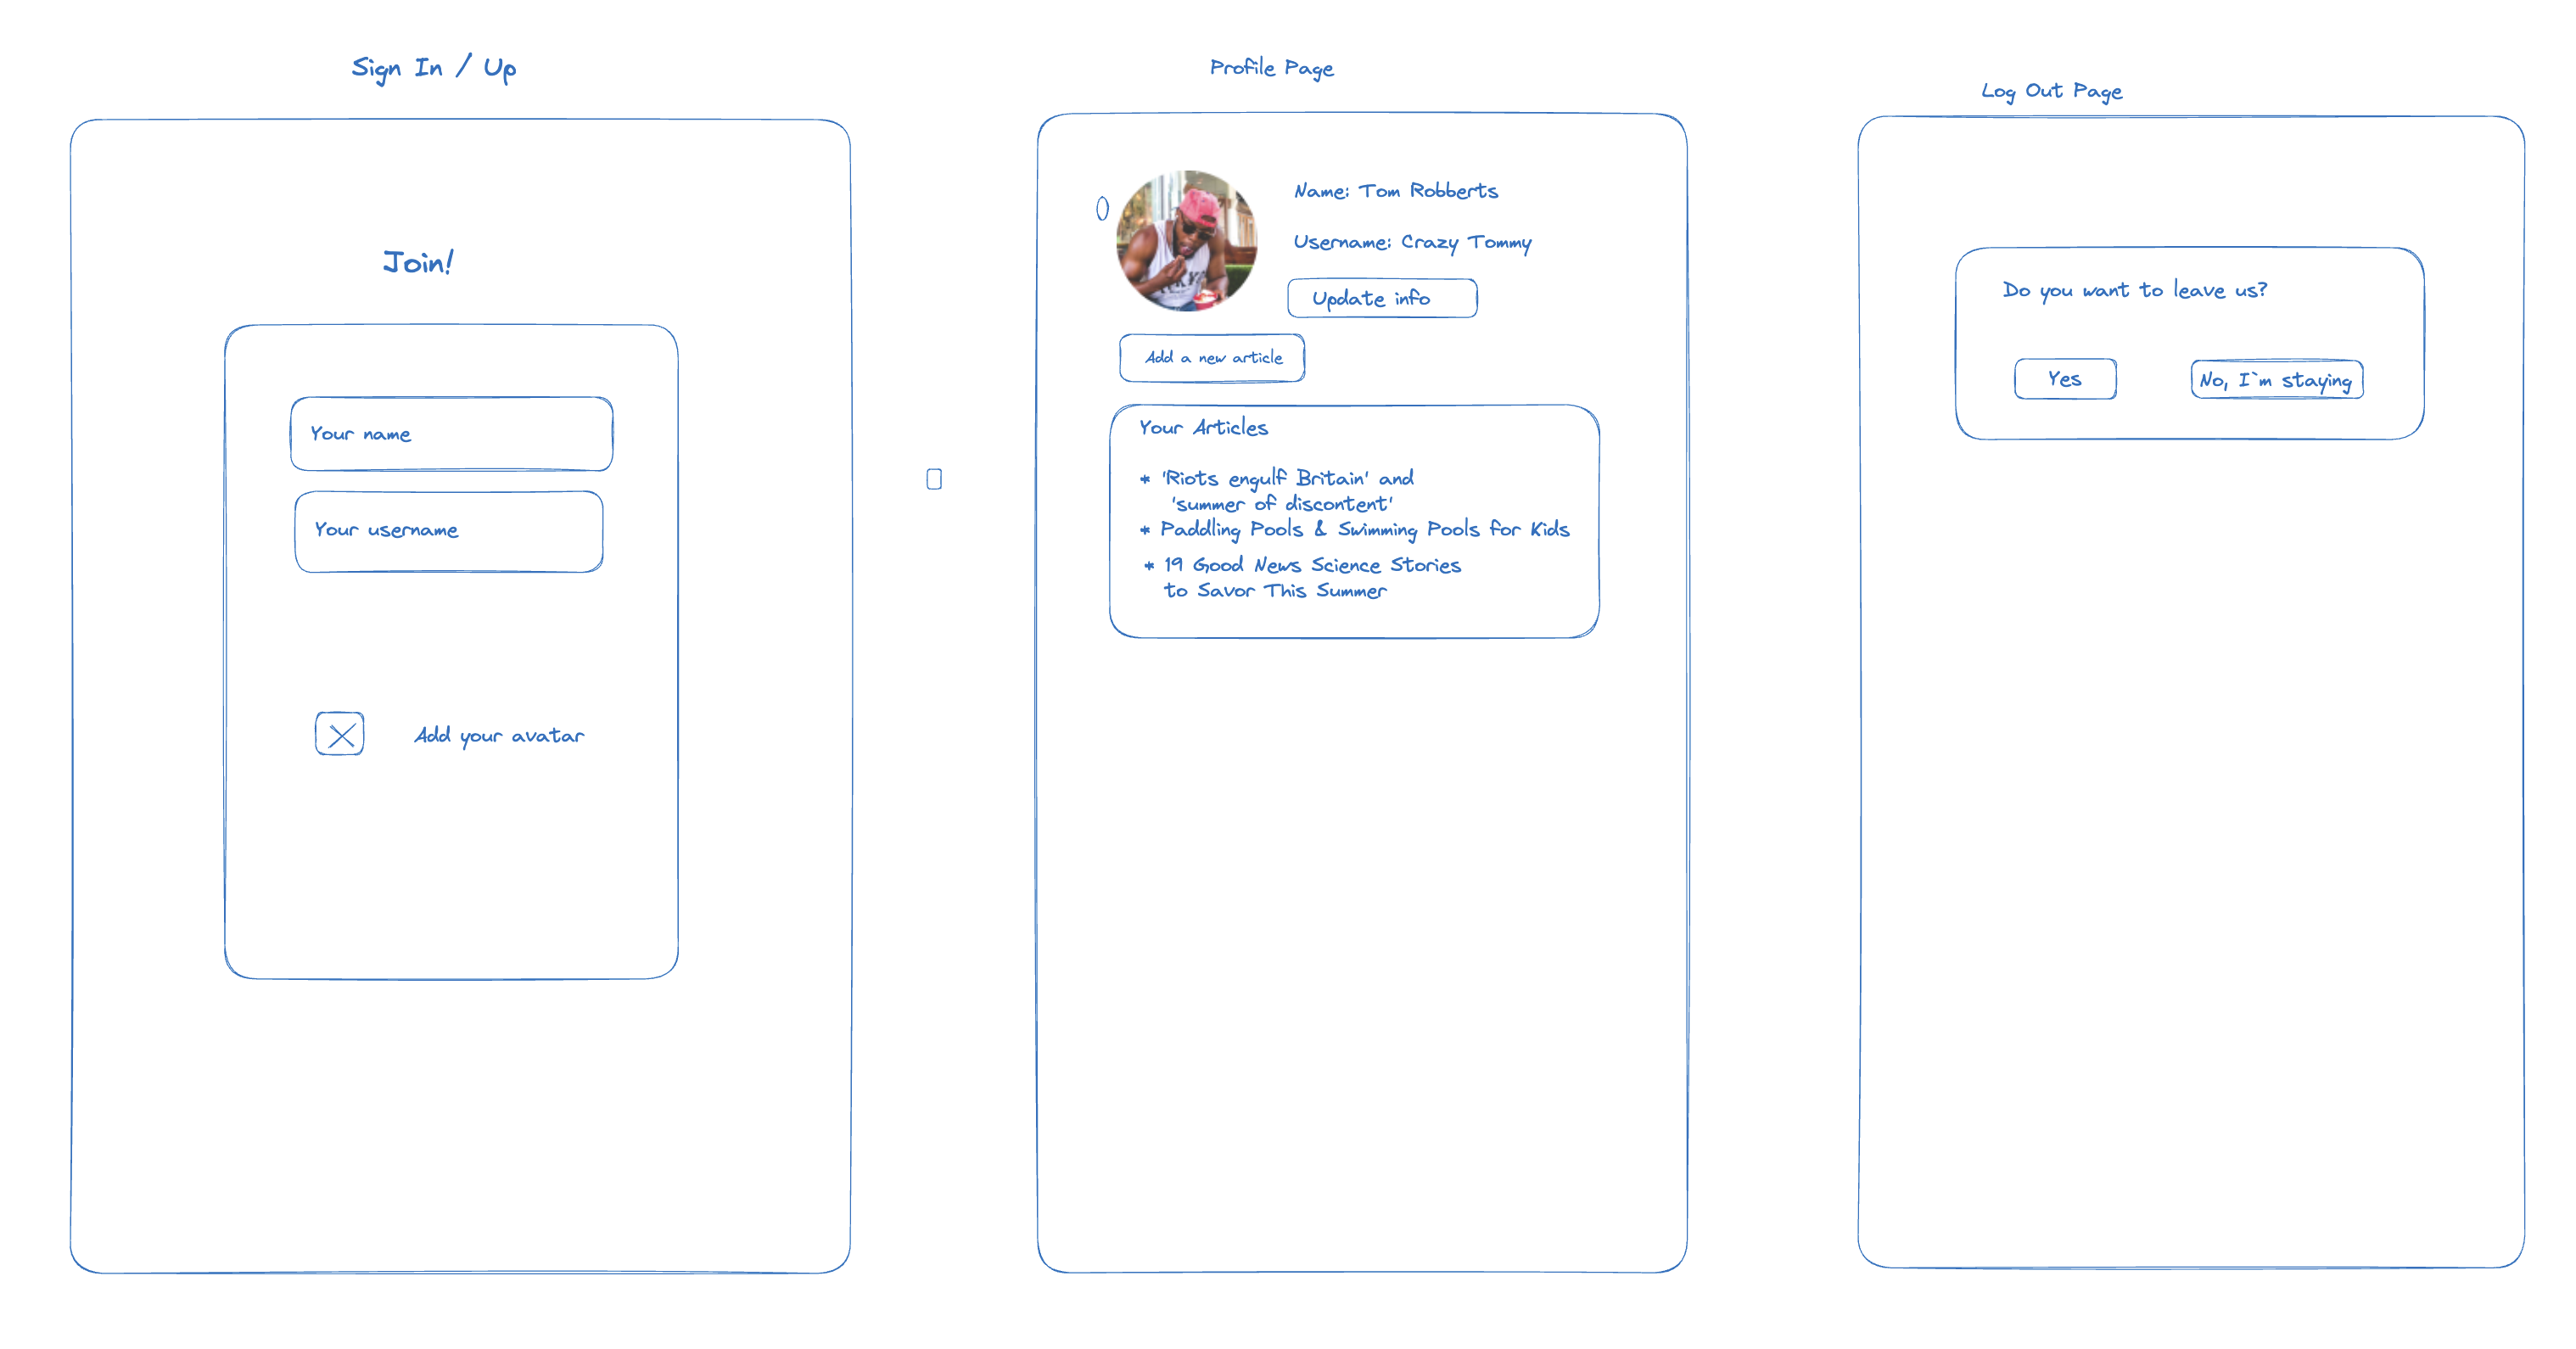 Sign In / Up
Join!
Your name
Your username
Add your avatar
Profile Page
Name: Tom Robberts
Username: Crazy Tommy
Update info
Add a new article
Your Articles
* 'Riots engulf Britain' and
'summer of discontent'
* Paddling Pools & Swimming Pools for Kids
* 19 Good News Science Stories
to Savor This Summer
Log Out Page
Do you want to leave us?
Yes
No, I`m staying